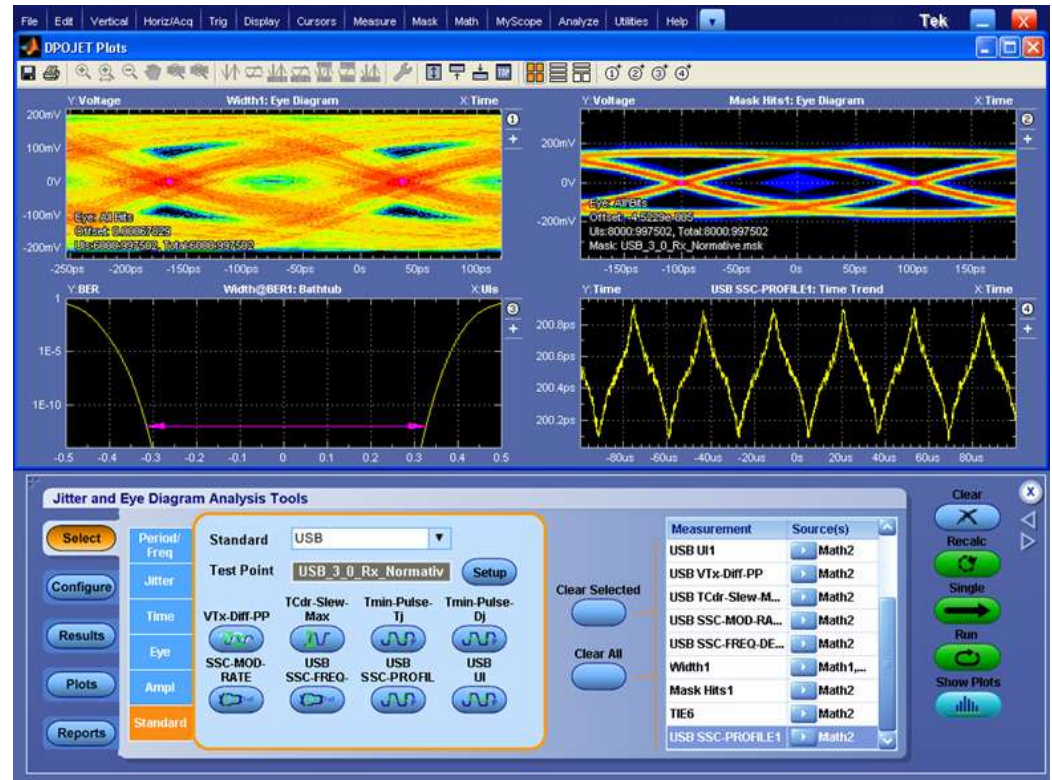 File Edit Vertical Horiz/Acq Trig Display Cursors Measure Mask Math MyScope Analyze Utilities Help Tek
DPOJET Plots
Y:Voltage Width1: Eye Diagram X:Time
200mV
100mV
0V
-100mV
-200mV
Eye: All Bits
Offset: 0.00067829
UIs:6000:997502, Total:6000:997502
-250ps -200ps -150ps -100ps -50ps 0s 50ps 100ps
1
Y:Voltage Mask Hits1: Eye Diagram X:Time
200mV
0V
-200mV
Eye: All Bits
Offset: -4.5229e-005
UIs:8000:997502, Total:8000:997502
Mask: USB_3_0_Rx_Normative.msk
-150ps -100ps -50ps 0s 50ps 100ps 150ps
2
Y:BER Width@BER1: Bathtub X:UIs
1
1E-5
1E-10
-0.5 -0.4 -0.3 -0.2 -0.1 0 0.1 0.2 0.3 0.4 0.5
3
Y:Time USB SSC-PROFILE1: Time Trend X:Time
200.8ps
200.6ps
200.4ps
200.2ps
-80us -60us -40us -20us 0s 20us 40us 60us 80us
4
Jitter and Eye Diagram Analysis Tools
Select
Configure
Results
Plots
Reports
Period/
Freq
Jitter
Time
Eye
Ampl
Standard
Standard USB
Test Point USB_3_0_Rx_Normativ Setup
VTx-Diff-PP
TCdr-Slew-
Max
Tmin-Pulse-
Tj
Tmin-Pulse-
Dj
SSC-MOD-
RATE
USB
SSC-FREQ-
USB
SSC-PROFIL
USB
UI
Clear Selected
Clear All
Measurement Source(s)
USB UI1 Math2
USB VTx-Diff-PP Math2
USB TCdr-Slew-M... Math2
USB SSC-MOD-RA... Math2
USB SSC-FREQ-DE... Math2
Width1 Math1,...
Mask Hits1 Math2
TIE6 Math2
USB SSC-PROFILE1 Math2
Clear
Recalc
Single
Run
Show Plots